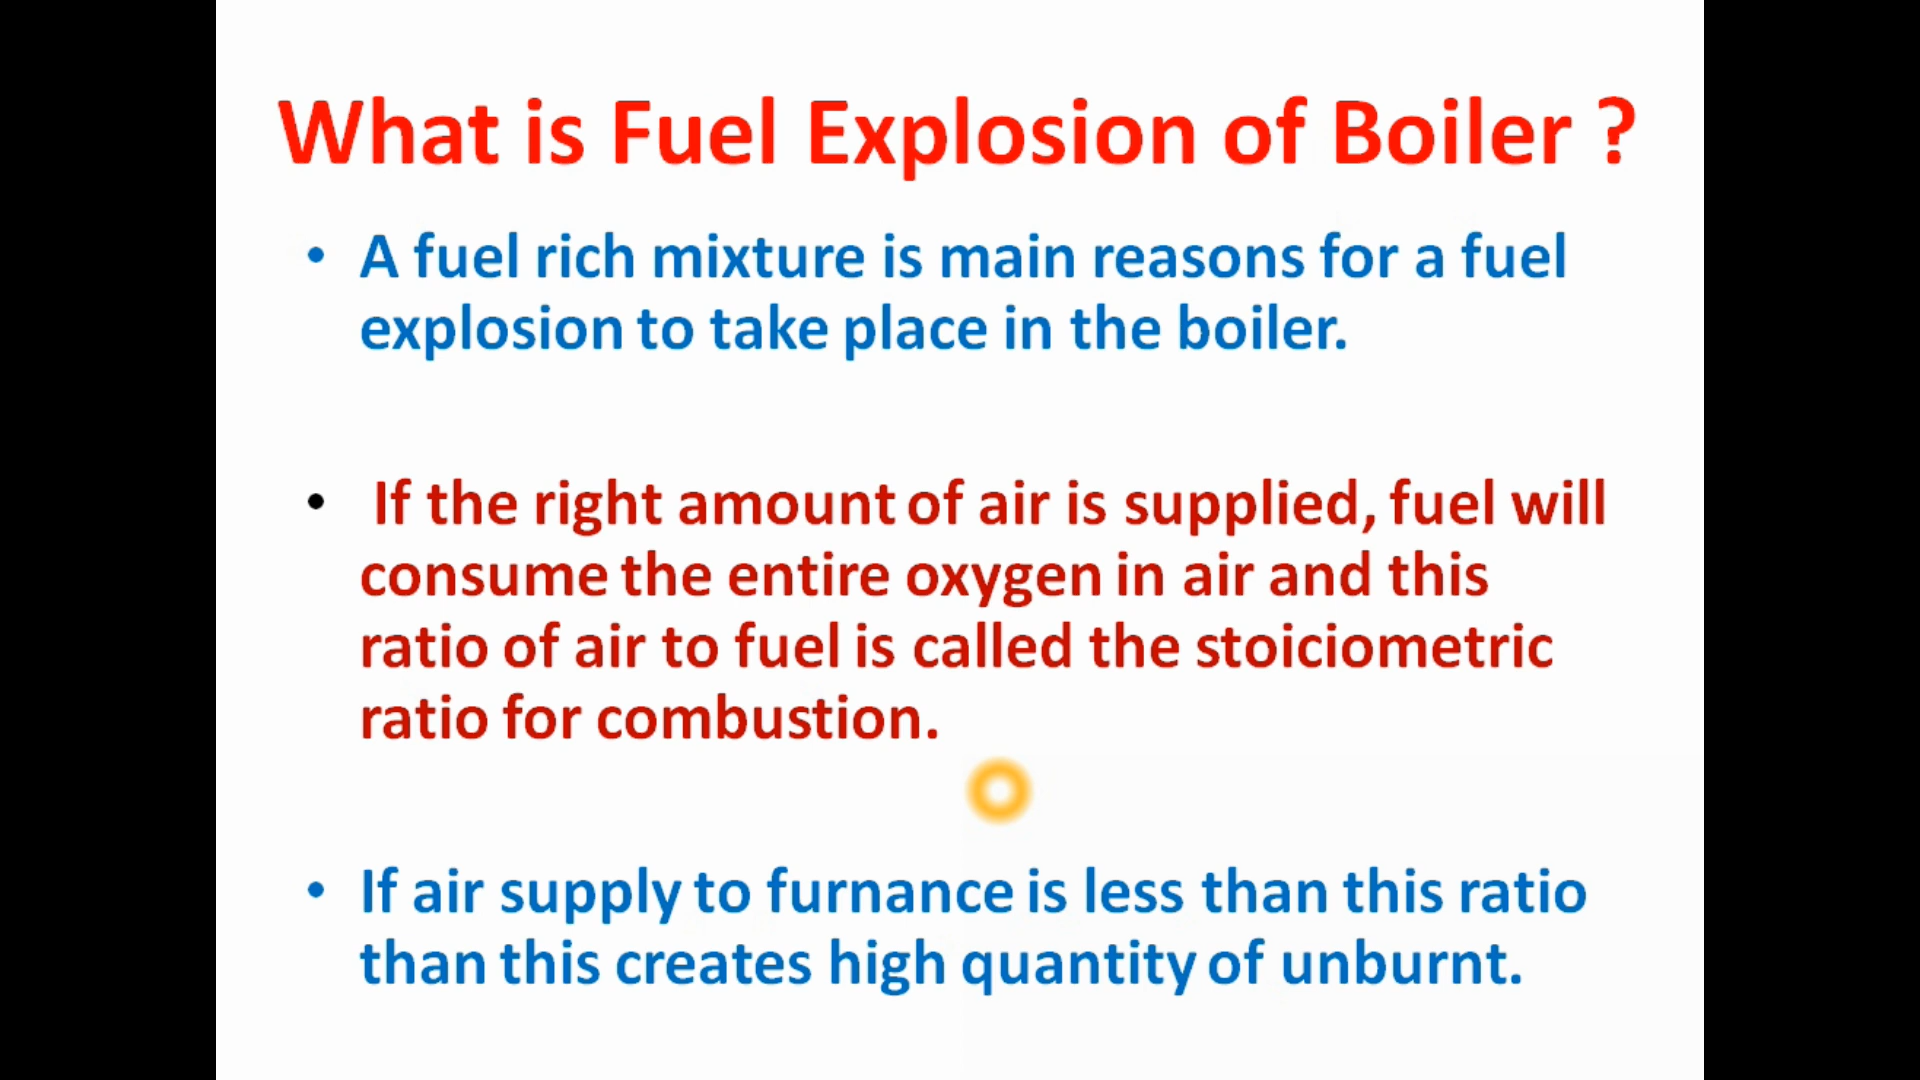 What is Fuel Explosion of Boiler ?
• A fuel rich mixture is main reasons for a fuel
explosion to take place in the boiler.
• If the right amount of air is supplied, fuel will
consume the entire oxygen in air and this
ratio of air to fuel is called the stoiciometric
ratio for combustion.
• If air supply to furnance is less than this ratio
than this creates high quantity of unburnt.